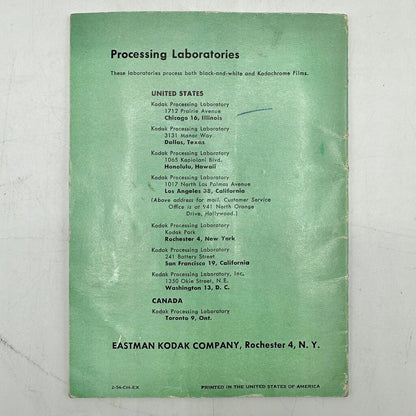 Processing Laboratories
These laboratories process both black-and-white and Kodachrome Films.
UNITED STATES
Kodak Processing Laboratory
1712 Prairie Avenue
Chicago 16, Illinois
Kodak Processing Laboratory
3131 Manor Way
Dallas, Texas
Kodak Processing Laboratory
1065 Kapiolani Blvd.
Honolulu, Hawaii
Kodak Processing Laboratory
1017 North Las Palmas Avenue
Los Angeles 38, California
(Above address for mail. Customer Service
Office is at 941 North Orange
Drive, Hollywood.)
Kodak Processing Laboratory
Kodak Park
Rochester 4, New York
Kodak Processing Laboratory
241 Battery Street
San Francisco 19, California
Kodak Processing Laboratory, Inc.
1350 Okie Street, N.E.
Washington 13, D. C.
CANADA
Kodak Processing Laboratory
Toronto 9, Ont.
EASTMAN KODAK COMPANY, Rochester 4, N. Y.
2-56-CH-EX
PRINTED IN THE UNITED STATES OF AMERICA